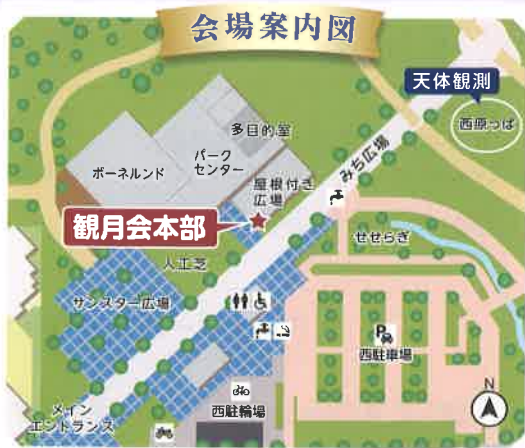 会場案内図
天体観測
西原っぱ
多目的室
みち広場
パーク
センター
ボーネルンド
屋根付き
広場
観月会本部
せせらぎ
人工芝
サンスター広場
P
西駐車場
N
西駐輪場
メイン
エントランス